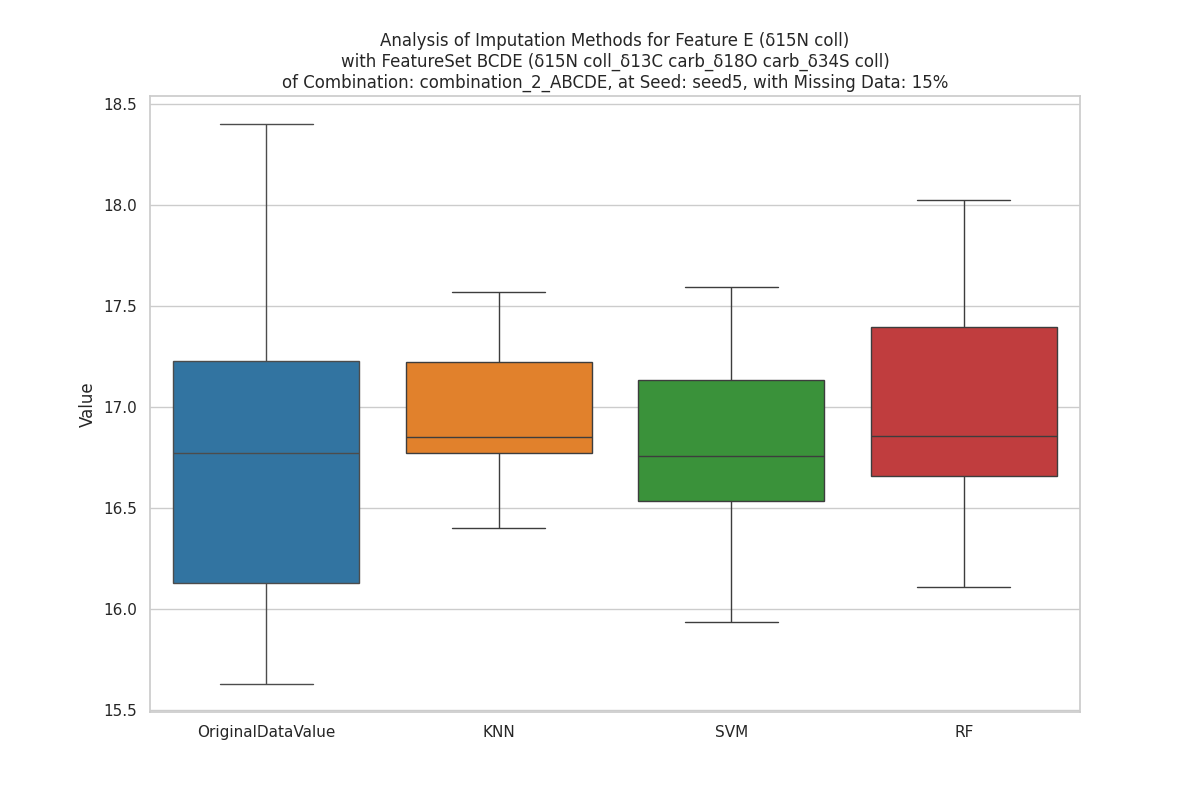 Analysis of Imputation Methods for Feature E (δ15N coll)
with FeatureSet BCDE (δ15N coll_δ13C carb_δ18O carb_δ34S coll)
of Combination: combination_2_ABCDE, at Seed: seed5, with Missing Data: 15%
18.5
18.0
17.5
17.0
16.5
16.0
15.5
Value
OriginalDataValue
KNN
SVM
RF